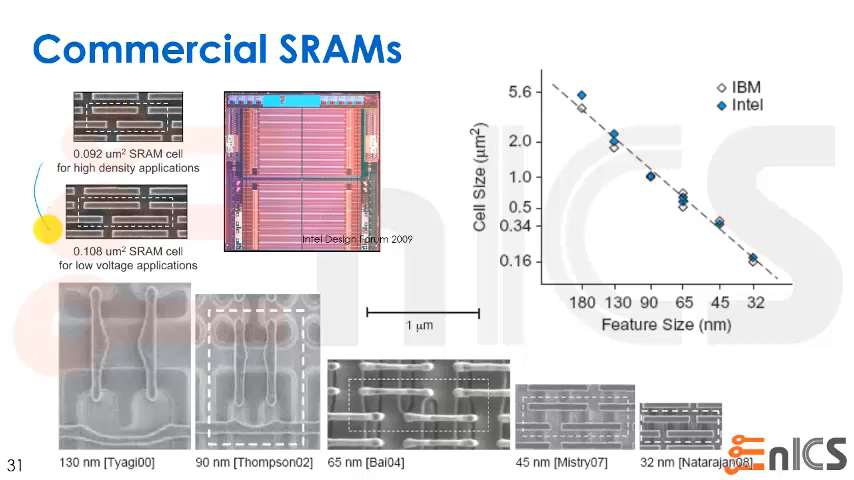 Commercial SRAMs
0.092 um² SRAM cell
for high density applications
0.108 um² SRAM cell
for low voltage applications
Intel Design Forum 2009
1 μm
IBM
Intel
Cell Size (μm²)
5.6
2.0
1.0
0.5
0.34
0.16
180 130 90 65 45 32
Feature Size (nm)
130 nm [Tyagi00]
90 nm [Thompson02]
65 nm [Bai04]
45 nm [Mistry07]
32 nm [Natarajan08]
31
EnICS